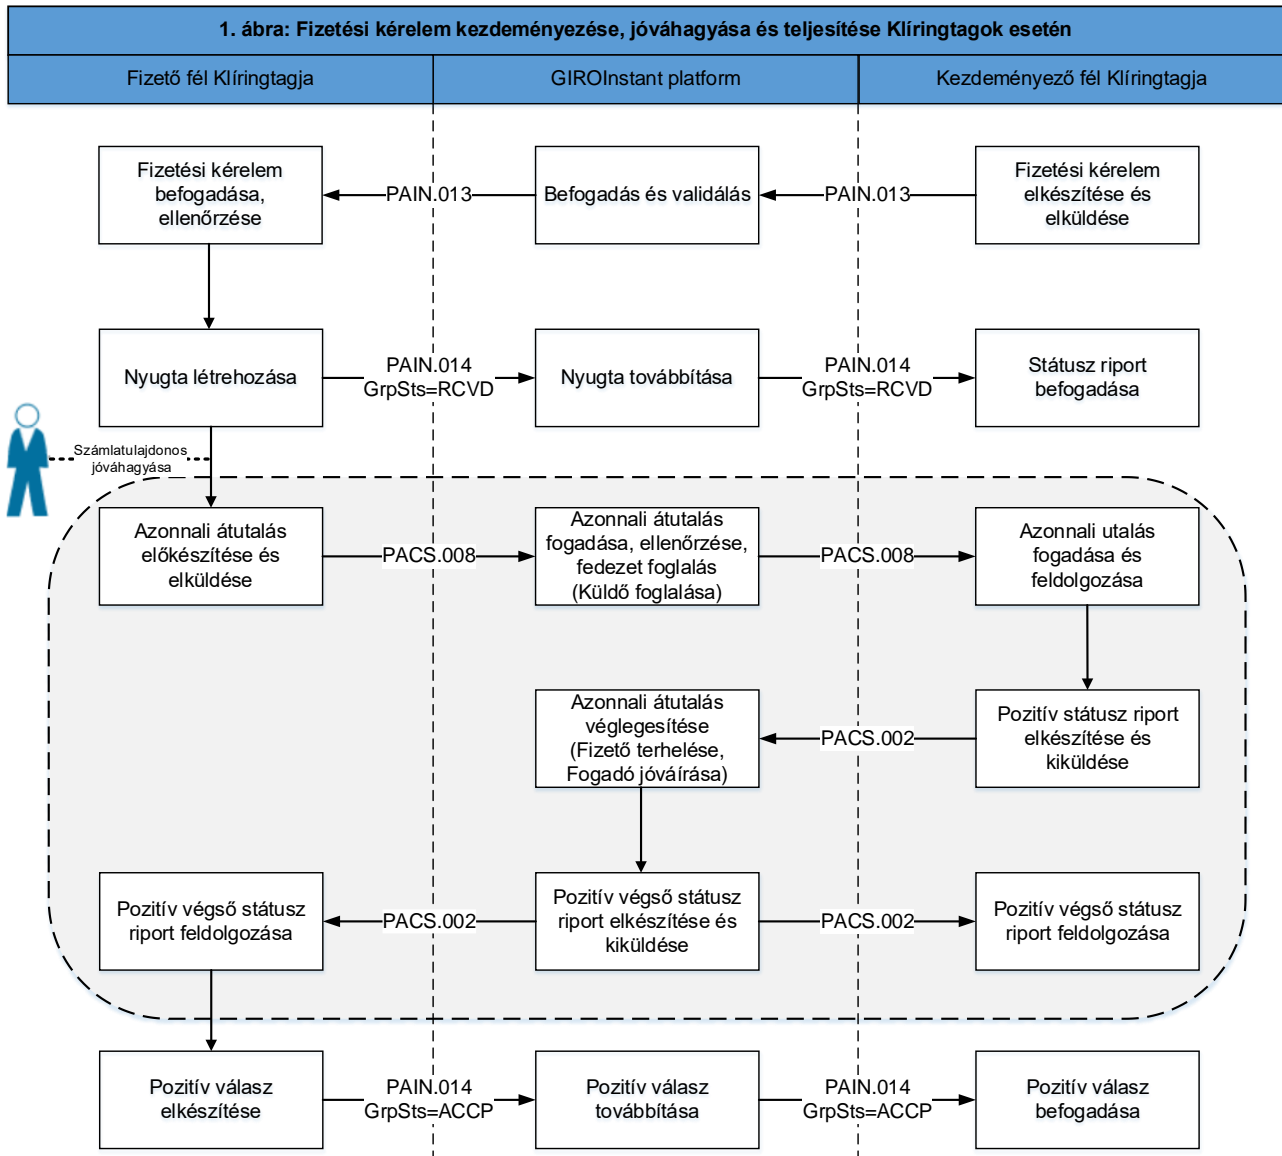 1. ábra: Fizetési kérelem kezdeményezése, jóváhagyása és teljesítése Klíringtagok esetén
Fizető fél Klíringtagja
GIROInstant platform
Kezdeményező fél Klíringtagja
Fizetési kérelem
befogadása,
ellenőrzése
PAIN.013
Befogadás és validálás
PAIN.013
Fizetési kérelem
elkészítése és
elküldése
Nyugta létrehozása
PAIN.014
GrpSts=RCVD
Nyugta továbbítása
PAIN.014
GrpSts=RCVD
Státusz riport
befogadása
Számlatulajdonos
jóváhagyása
Azonnali átutalás
előkészítése és
elküldése
PACS.008
Azonnali átutalás
fogadása, ellenőrzése,
fedezet foglalás
(Küldő foglalása)
PACS.008
Azonnali utalás
fogadása és
feldolgozása
Azonnali átutalás
véglegesítése
(Fizető terhelése,
Fogadó jóváírása)
PACS.002
Pozitív státusz riport
elkészítése és
kiküldése
Pozitív végső státusz
riport feldolgozása
PACS.002
Pozitív végső státusz
riport elkészítése és
kiküldése
PACS.002
Pozitív végső státusz
riport feldolgozása
Pozitív válasz
elkészítése
PAIN.014
GrpSts=ACCP
Pozitív válasz
továbbítása
PAIN.014
GrpSts=ACCP
Pozitív válasz
befogadása